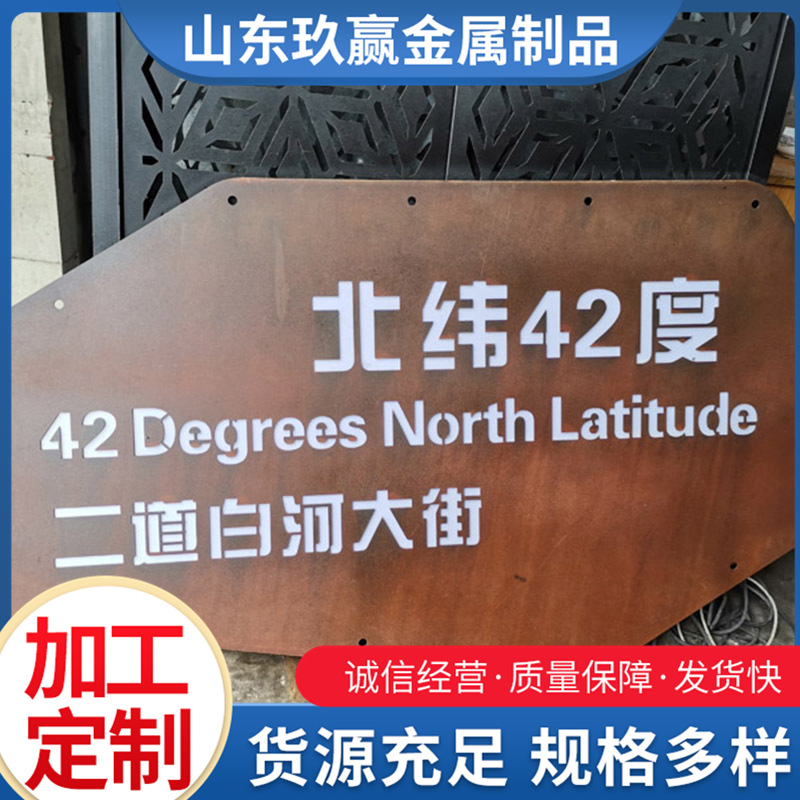 山东玖赢金属制品
北纬42度
42 Degrees North Latitude
二道白河大街
加工
定制
诚信经营·质量保障·发货快
货源充足 规格多样